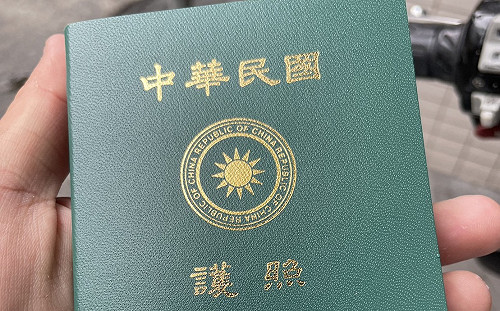 中華民國
REPUBLIC OF CHINA REPUBLIC OF CHINA
護照